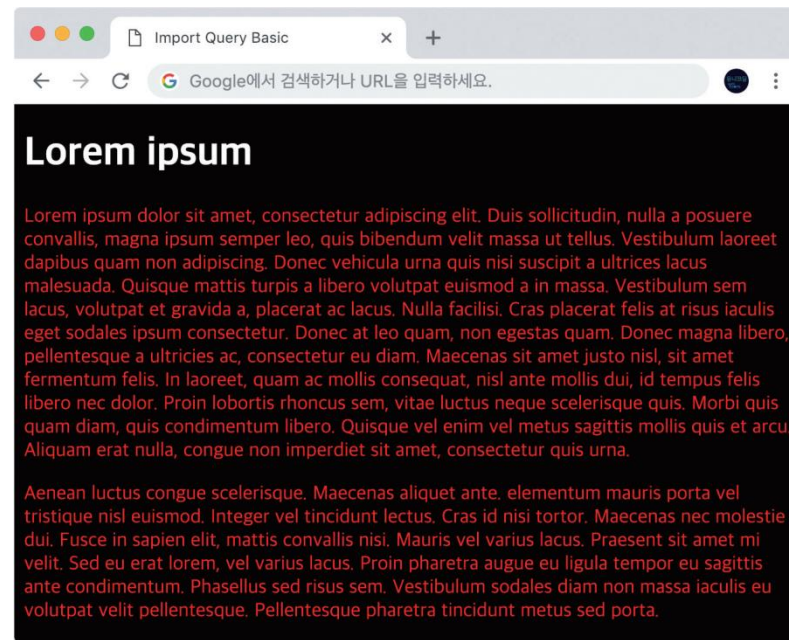 Import Query Basic
Google에서 검색하거나 URL을 입력하세요.
Lorem ipsum
Lorem ipsum dolor sit amet, consectetur adipiscing elit. Duis sollicitudin, nulla a posuere
convallis, magna ipsum semper leo, quis bibendum velit massa ut tellus. Vestibulum laoreet
dapibus quam non adipiscing. Donec vehicula urna quis nisi suscipit a ultrices lacus
malesuada. Quisque mattis turpis a libero volutpat euismod a in massa. Vestibulum sem
lacus, volutpat et gravida a, placerat ac lacus. Nulla facilisi. Cras placerat felis at risus iaculis
eget sodales ipsum consectetur. Donec at leo quam, non egestas quam. Donec magna libero,
pellentesque a ultricies ac, consectetur eu diam. Maecenas sit amet justo nisl, sit amet
fermentum felis. In laoreet, quam ac mollis consequat, nisl ante mollis dui, id tempus felis
libero nec dolor. Proin lobortis rhoncus sem, vitae luctus neque scelerisque quis. Morbi quis
quam diam, quis condimentum libero. Quisque vel enim vel metus sagittis mollis quis et arcu.
Aliquam erat nulla, congue non imperdiet sit amet, consectetur quis urna.
Aenean luctus congue scelerisque. Maecenas aliquet ante. elementum mauris porta vel
tristique nisl euismod. Integer vel tincidunt lectus. Cras id nisi tortor. Maecenas nec molestie
dui. Fusce in sapien elit, mattis convallis nisi. Mauris vel varius lacus. Praesent sit amet mi
velit. Sed eu erat lorem, vel varius lacus. Proin pharetra augue eu ligula tempor eu sagittis
ante condimentum. Phasellus sed risus sem. Vestibulum sodales diam non massa iaculis eu
volutpat velit pellentesque. Pellentesque pharetra tincidunt metus sed porta.